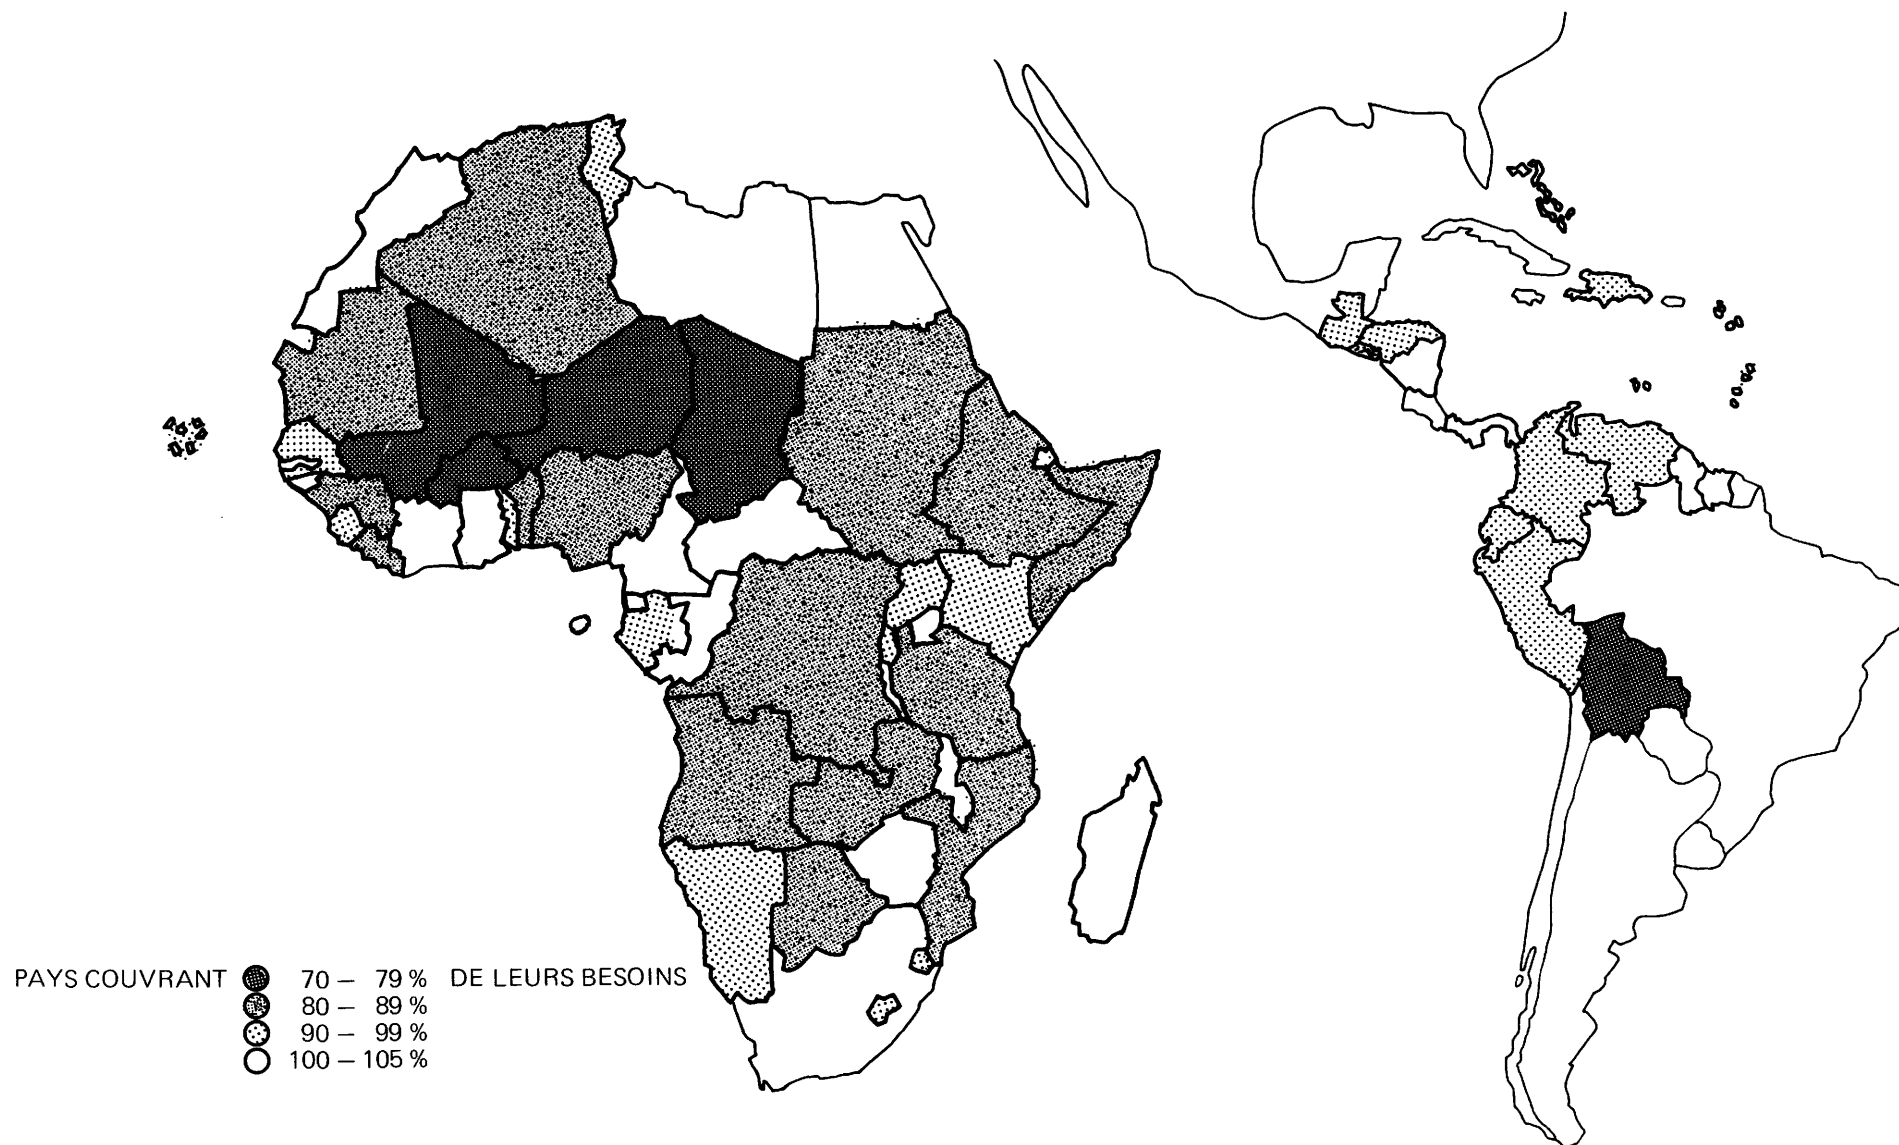 PAYS COUVRANT 70 – 79 % DE LEURS BESOINS
80 – 89 %
90 – 99 %
100 – 105 %